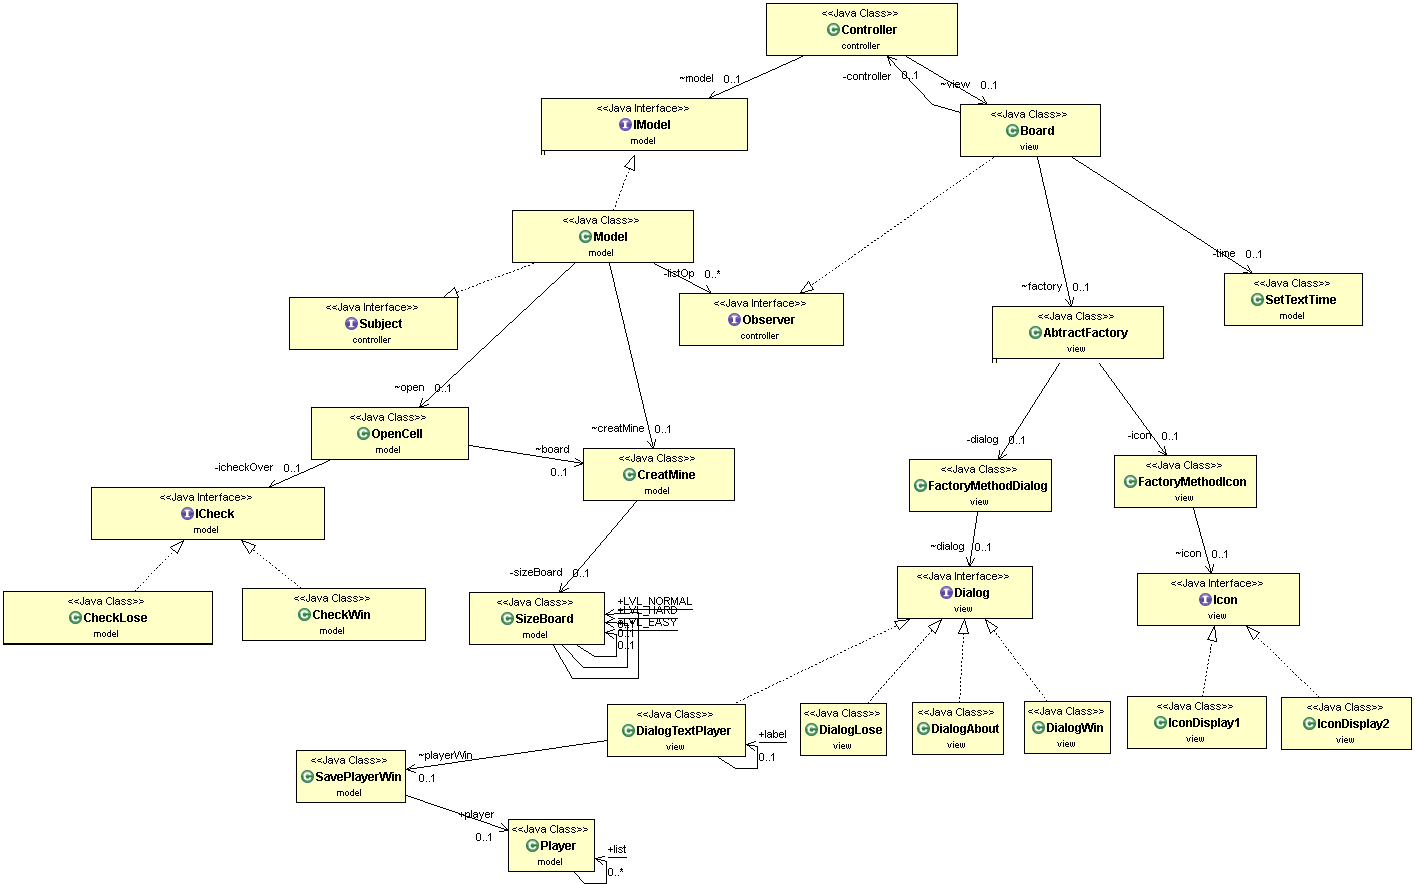 <<Java Class>>
Controller
controller
~model 0..1
-controller 0..1
~view 0..1
<<Java Interface>>
IModel
model
<<Java Class>>
Board
view
<<Java Class>>
Model
model
-listOp 0..*
-time 0..1
~factory 0..1
<<Java Interface>>
Subject
controller
<<Java Interface>>
Observer
controller
<<Java Class>>
SetTextTime
model
<<Java Class>>
AbtractFactory
view
~open 0..1
~creatMine 0..1
<<Java Class>>
OpenCell
model
~board
0..1
-dialog 0..1
-icon 0..1
-icheckOver 0..1
<<Java Class>>
CreatMine
model
<<Java Class>>
FactoryMethodDialog
view
<<Java Class>>
FactoryMethodIcon
view
<<Java Interface>>
ICheck
model
~dialog 0..1
~icon 0..1
-sizeBoard 0..1
<<Java Class>>
CheckLose
model
<<Java Class>>
CheckWin
model
<<Java Class>>
SizeBoard
model
+LVL_NORMAL
+LVL_HARD
+LVL_EASY
0..1
0..1
0..1
<<Java Interface>>
Dialog
view
<<Java Interface>>
Icon
view
<<Java Class>>
DialogTextPlayer
view
+label
0..1
<<Java Class>>
DialogLose
view
<<Java Class>>
DialogAbout
view
<<Java Class>>
DialogWin
view
<<Java Class>>
IconDisplay1
view
<<Java Class>>
IconDisplay2
view
~playerWin
0..1
<<Java Class>>
SavePlayerWin
model
+player
0..1
<<Java Class>>
Player
model
+list
0..*